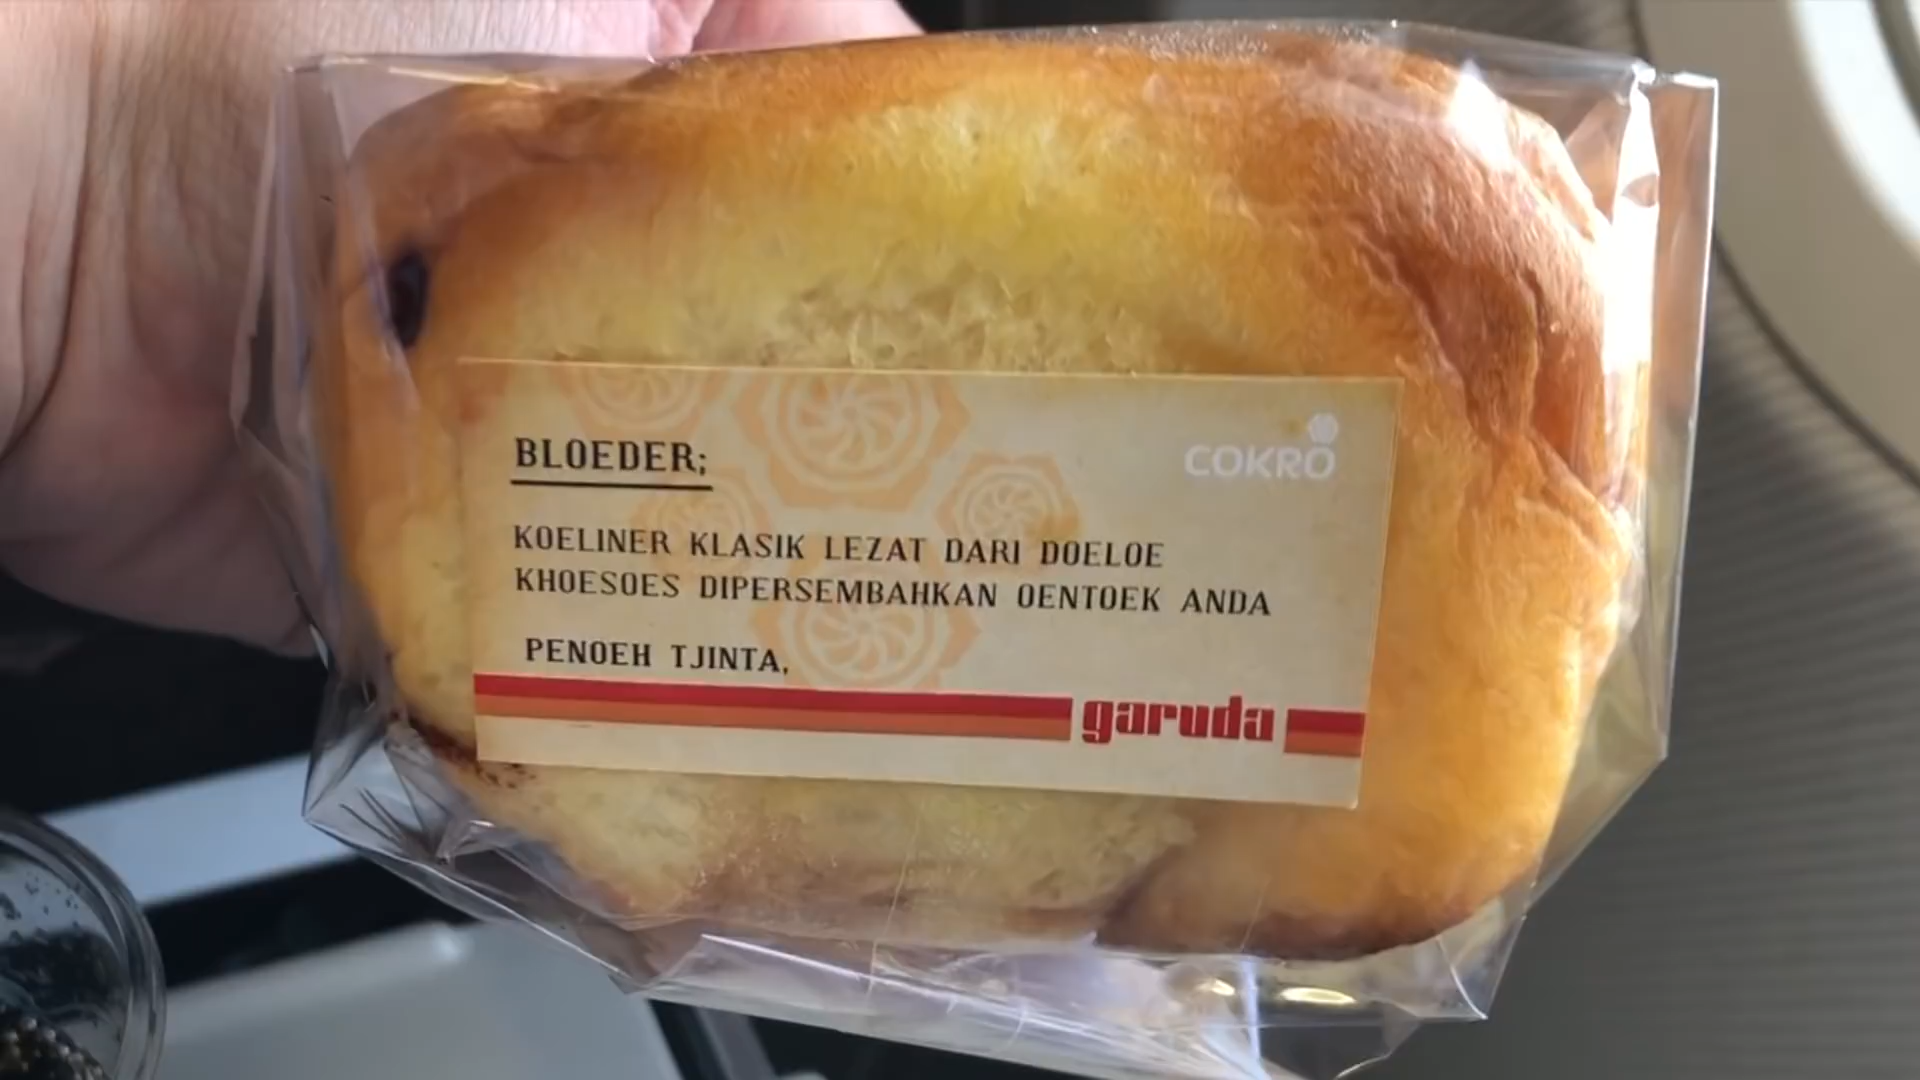 BLOEDER;
COKRO
KOELINER KLASIK LEZAT DARI DOELOE
KHOESOES DIPERSEMBAHKAN OENTOEK ANDA
PENOEH TJINTA,
garuda